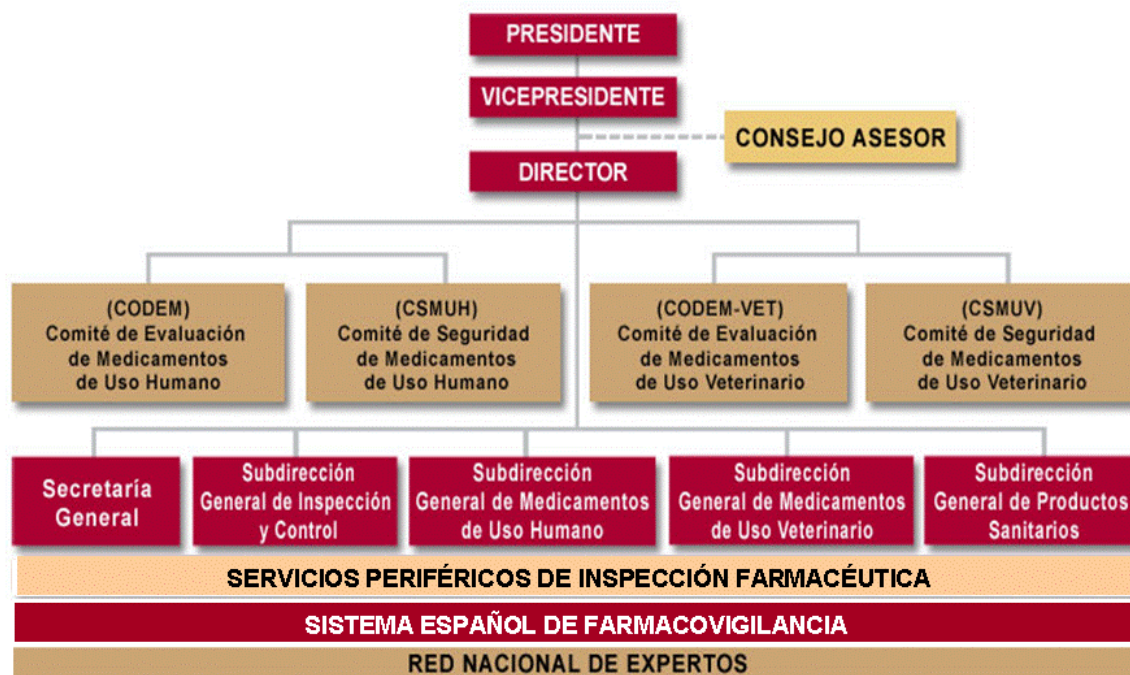 PRESIDENTE
VICEPRESIDENTE
CONSEJO ASESOR
DIRECTOR
(CODEM)
Comité de Evaluación
de Medicamentos
de Uso Humano
(CSMUH)
Comité de Seguridad
de Medicamentos
de Uso Humano
(CODEM-VET)
Comité de Evaluación
de Medicamentos
de Uso Veterinario
(CSMUV)
Comité de Seguridad
de Medicamentos
de Uso Veterinario
Secretaría
General
Subdirección
General de Inspección
y Control
Subdirección
General de Medicamentos
de Uso Humano
Subdirección
General de Medicamentos
de Uso Veterinario
Subdirección
General de Productos
Sanitarios
SERVICIOS PERIFÉRICOS DE INSPECCIÓN FARMACÉUTICA
SISTEMA ESPAÑOL DE FARMACOVIGILANCIA
RED NACIONAL DE EXPERTOS